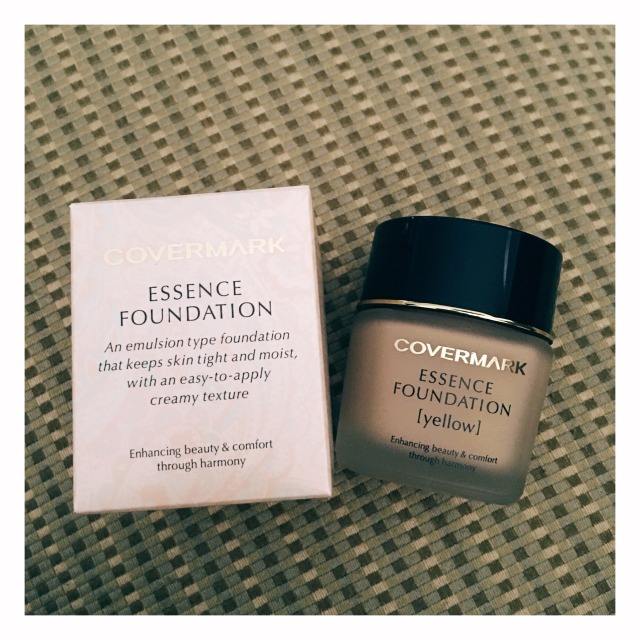 COVERMARK
ESSENCE
FOUNDATION
An emulsion type foundation
that keeps skin tight and moist,
with an easy-to-apply
creamy texture
Enhancing beauty & comfort
through harmony
COVERMARK
ESSENCE
FOUNDATION
[yellow]
Enhancing beauty & comfort
through harmony